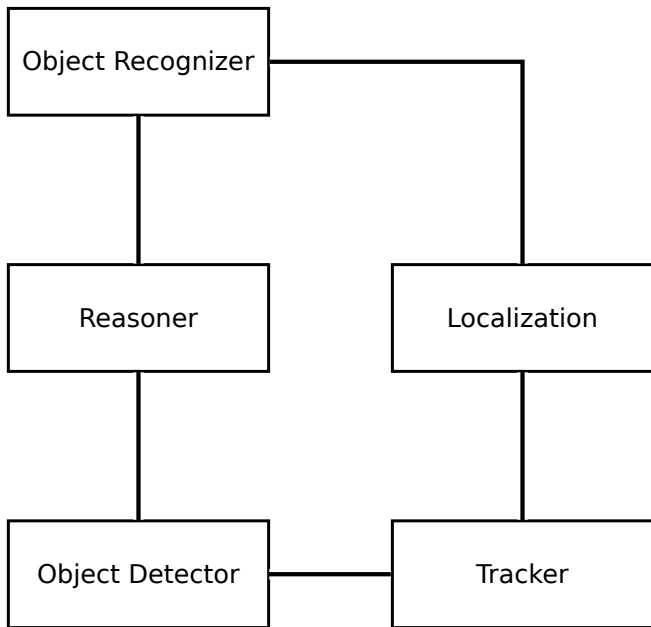 Object Recognizer
Reasoner
Localization
Object Detector
Tracker